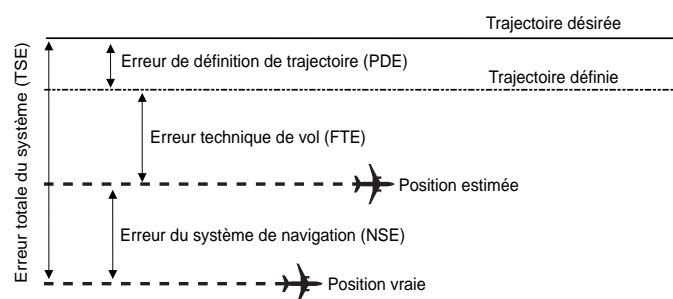 Trajectoire désirée
Erreur de définition de trajectoire (PDE)
Trajectoire définie
Erreur technique de vol (FTE)
Position estimée
Erreur du système de navigation (NSE)
Position vraie
Erreur totale du système (TSE)